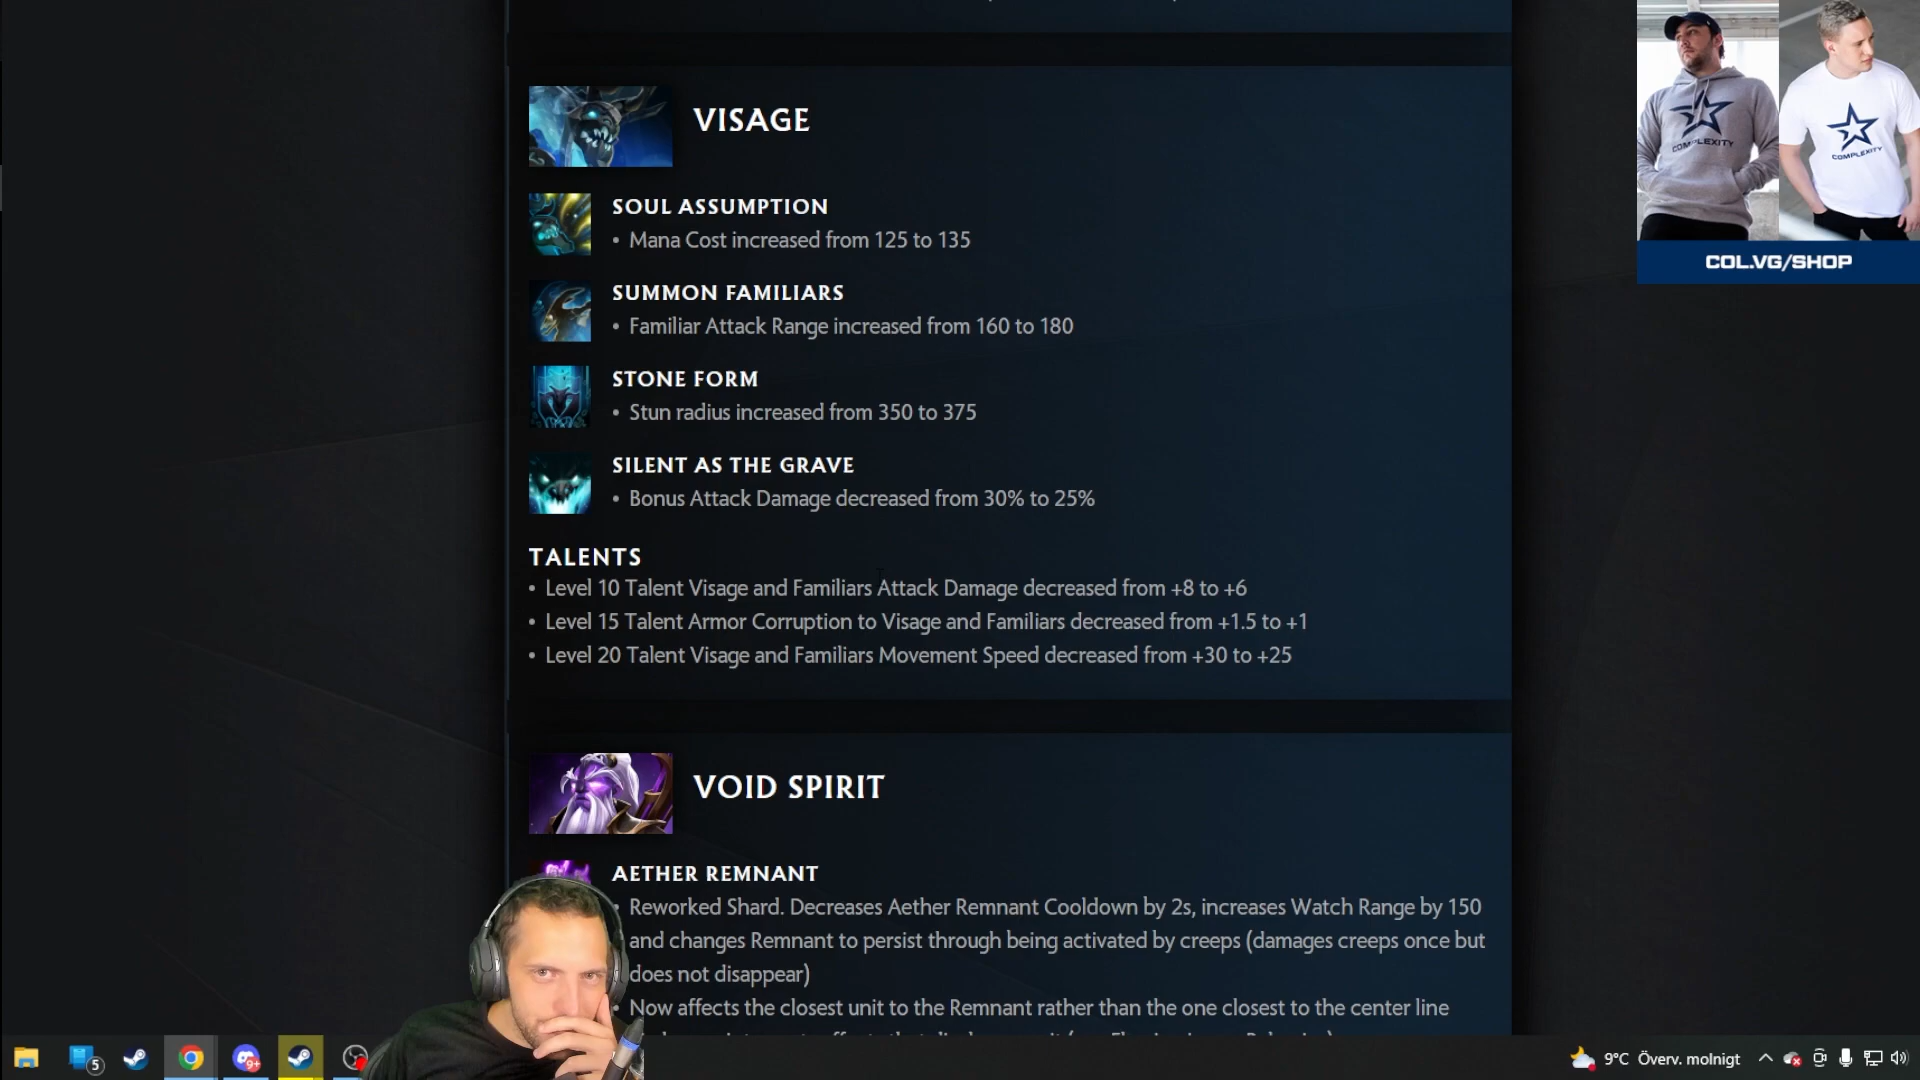 COMPLEXITY
COMPLEXITY
COL.VG/SHOP
VISAGE
SOUL ASSUMPTION
• Mana Cost increased from 125 to 135
SUMMON FAMILIARS
• Familiar Attack Range increased from 160 to 180
STONE FORM
• Stun radius increased from 350 to 375
SILENT AS THE GRAVE
• Bonus Attack Damage decreased from 30% to 25%
TALENTS
• Level 10 Talent Visage and Familiars Attack Damage decreased from +8 to +6
• Level 15 Talent Armor Corruption to Visage and Familiars decreased from +1.5 to +1
• Level 20 Talent Visage and Familiars Movement Speed decreased from +30 to +25
VOID SPIRIT
AETHER REMNANT
Reworked Shard. Decreases Aether Remnant Cooldown by 2s, increases Watch Range by 150
and changes Remnant to persist through being activated by creeps (damages creeps once but
does not disappear)
Now affects the closest unit to the Remnant rather than the one closest to the center line
5
9+
9°C Överv. molnigt